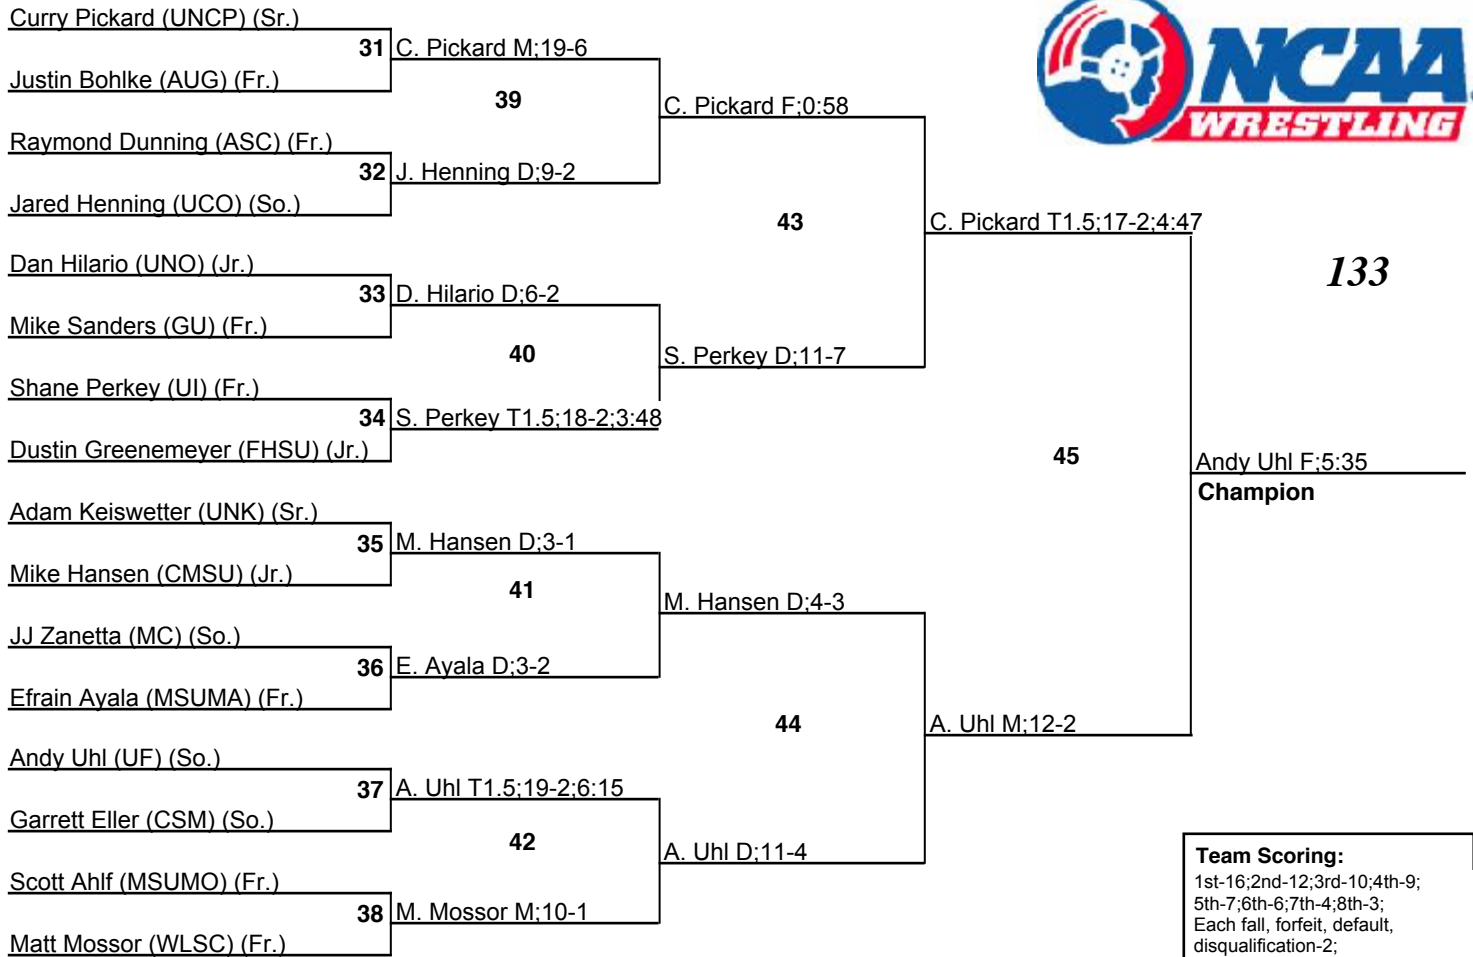 Curry Pickard (UNCP) (Sr.)
31 C. Pickard M;19-6
Justin Bohlke (AUG) (Fr.)
39
C. Pickard F;0:58
Raymond Dunning (ASC) (Fr.)
32 J. Henning D;9-2
Jared Henning (UCO) (So.)
43
C. Pickard T1.5;17-2;4:47
Dan Hilario (UNO) (Jr.)
33 D. Hilario D;6-2
Mike Sanders (GU) (Fr.)
40
S. Perkey D;11-7
Shane Perkey (UI) (Fr.)
34 S. Perkey T1.5;18-2;3:48
Dustin Greenemeyer (FHSU) (Jr.)
45
Andy Uhl F;5:35
Champion
Adam Keiswetter (UNK) (Sr.)
35 M. Hansen D;3-1
Mike Hansen (CMSU) (Jr.)
41
M. Hansen D;4-3
JJ Zanetta (MC) (So.)
36 E. Ayala D;3-2
Efrain Ayala (MSUMA) (Fr.)
44
A. Uhl M;12-2
Andy Uhl (UF) (So.)
37 A. Uhl T1.5;19-2;6:15
Garrett Eller (CSM) (So.)
42
A. Uhl D;11-4
Scott Ahlf (MSUMO) (Fr.)
38 M. Mossor M;10-1
Matt Mossor (WLSC) (Fr.)
NCAA
WRESTLING
133
Team Scoring:
1st-16;2nd-12;3rd-10;4th-9;
5th-7;6th-6;7th-4;8th-3;
Each fall, forfeit, default,
disqualification-2;